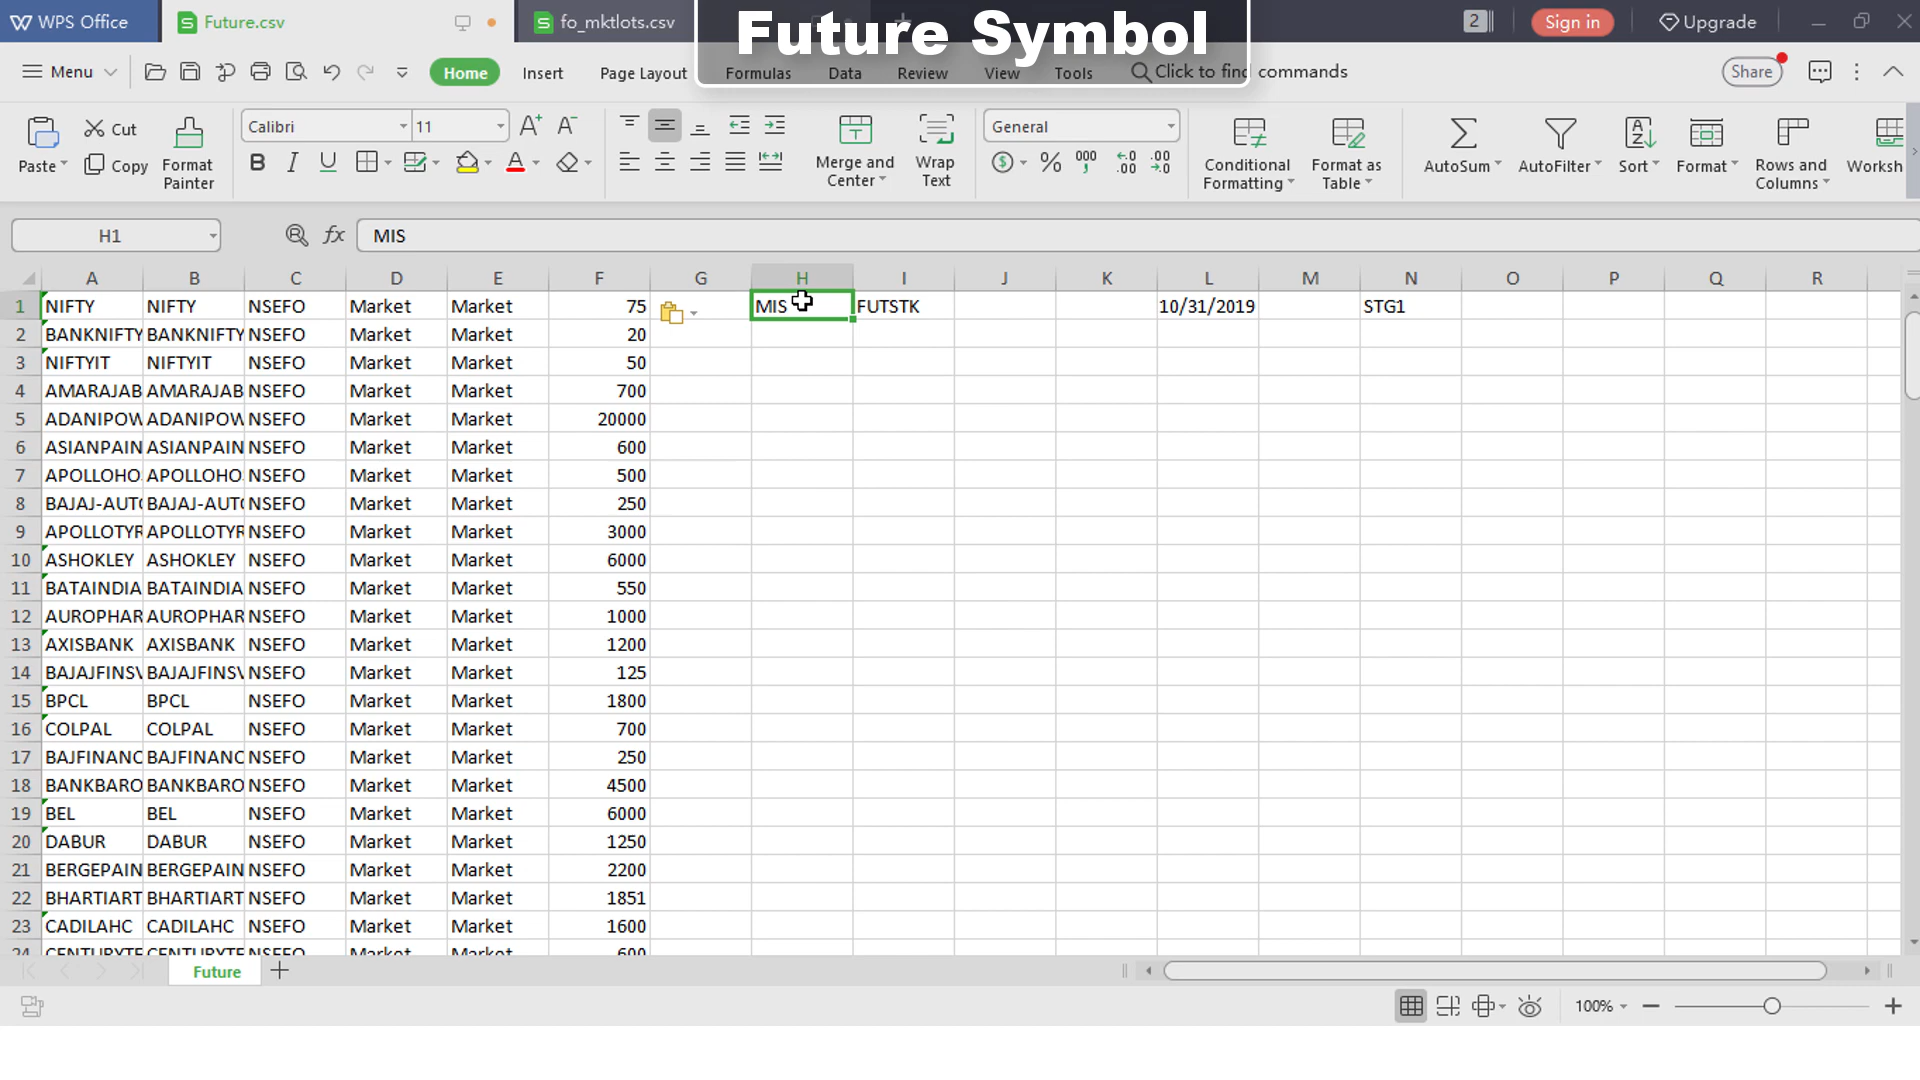 WPS Office Future.csv fo_mktlots.csv Future Symbol 2 Sign in Upgrade
Menu Home Insert Page Layout Formulas Data Review View Tools Click to find commands Share
Paste Cut Copy Format Painter Calibri 11 Merge and Center Wrap Text General Conditional Formatting Format as Table AutoSum AutoFilter Sort Format Rows and Columns Worksh
H1 fx MIS
A B C D E F G H I J K L M N O P Q R
1 NIFTY NIFTY NSEFO Market Market 75 MIS FUTSTK 10/31/2019 STG1
2 BANKNIFTY BANKNIFTY NSEFO Market Market 20
3 NIFTYIT NIFTYIT NSEFO Market Market 50
4 AMARAJAB AMARAJAB NSEFO Market Market 700
5 ADANIPOW ADANIPOW NSEFO Market Market 20000
6 ASIANPAIN ASIANPAIN NSEFO Market Market 600
7 APOLLOHO APOLLOHO NSEFO Market Market 500
8 BAJAJ-AUTO BAJAJ-AUTO NSEFO Market Market 250
9 APOLLOTYR APOLLOTYR NSEFO Market Market 3000
10 ASHOKLEY ASHOKLEY NSEFO Market Market 6000
11 BATAINDIA BATAINDIA NSEFO Market Market 550
12 AUROPHAR AUROPHAR NSEFO Market Market 1000
13 AXISBANK AXISBANK NSEFO Market Market 1200
14 BAJAJFINSV BAJAJFINSV NSEFO Market Market 125
15 BPCL BPCL NSEFO Market Market 1800
16 COLPAL COLPAL NSEFO Market Market 700
17 BAJFINANC BAJFINANC NSEFO Market Market 250
18 BANKBARO BANKBARO NSEFO Market Market 4500
19 BEL BEL NSEFO Market Market 6000
20 DABUR DABUR NSEFO Market Market 1250
21 BERGEPAIN BERGEPAIN NSEFO Market Market 2200
22 BHARTIART BHARTIART NSEFO Market Market 1851
23 CADILAHC CADILAHC NSEFO Market Market 1600
24 CENTURYTE CENTURYTE NSEFO Market Market 600
Future
100%